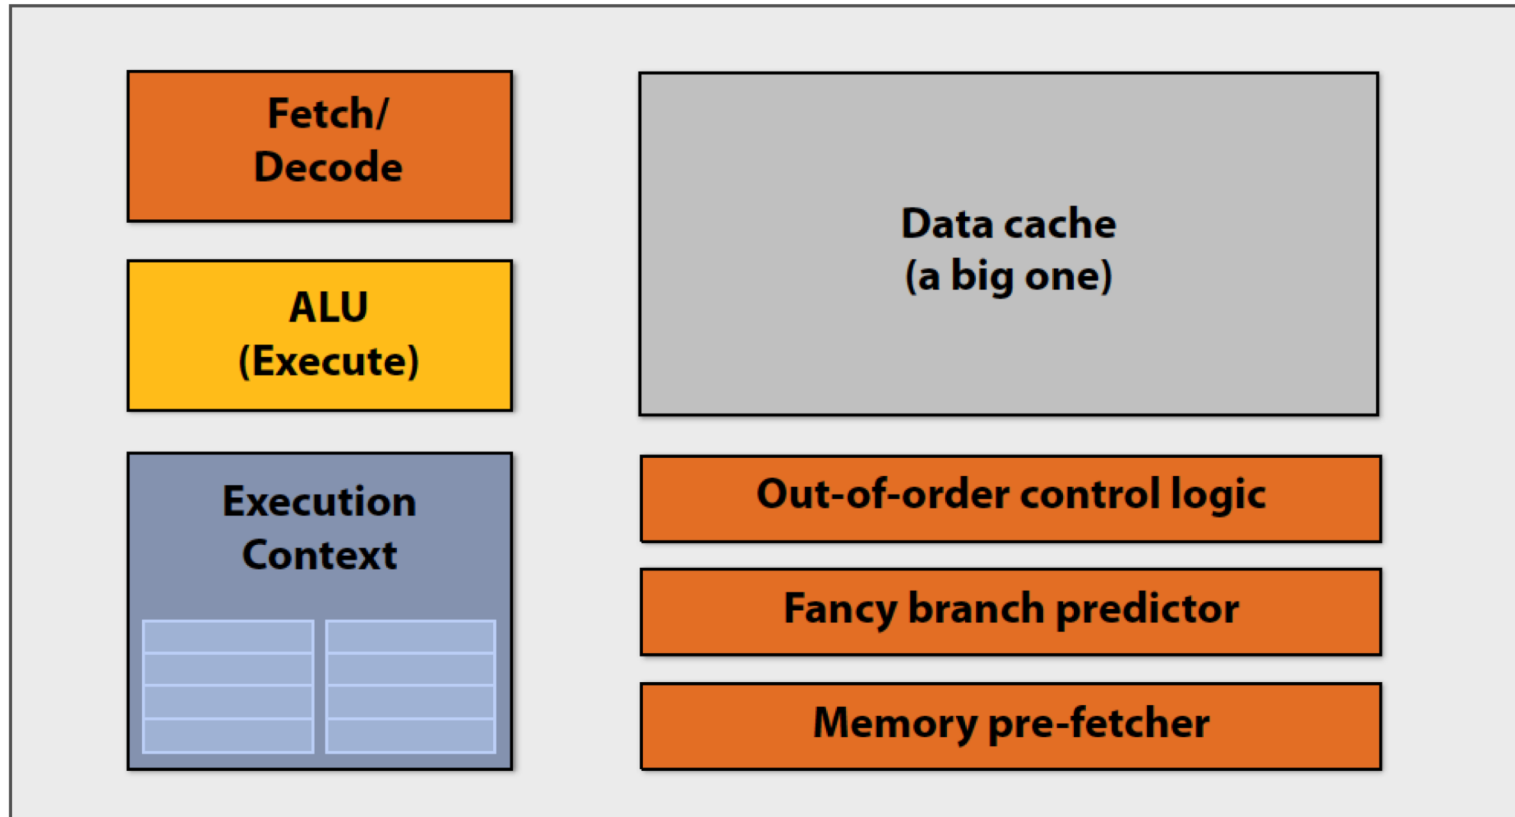 Fetch/
Decode
ALU
(Execute)
Execution
Context
Data cache
(a big one)
Out-of-order control logic
Fancy branch predictor
Memory pre-fetcher